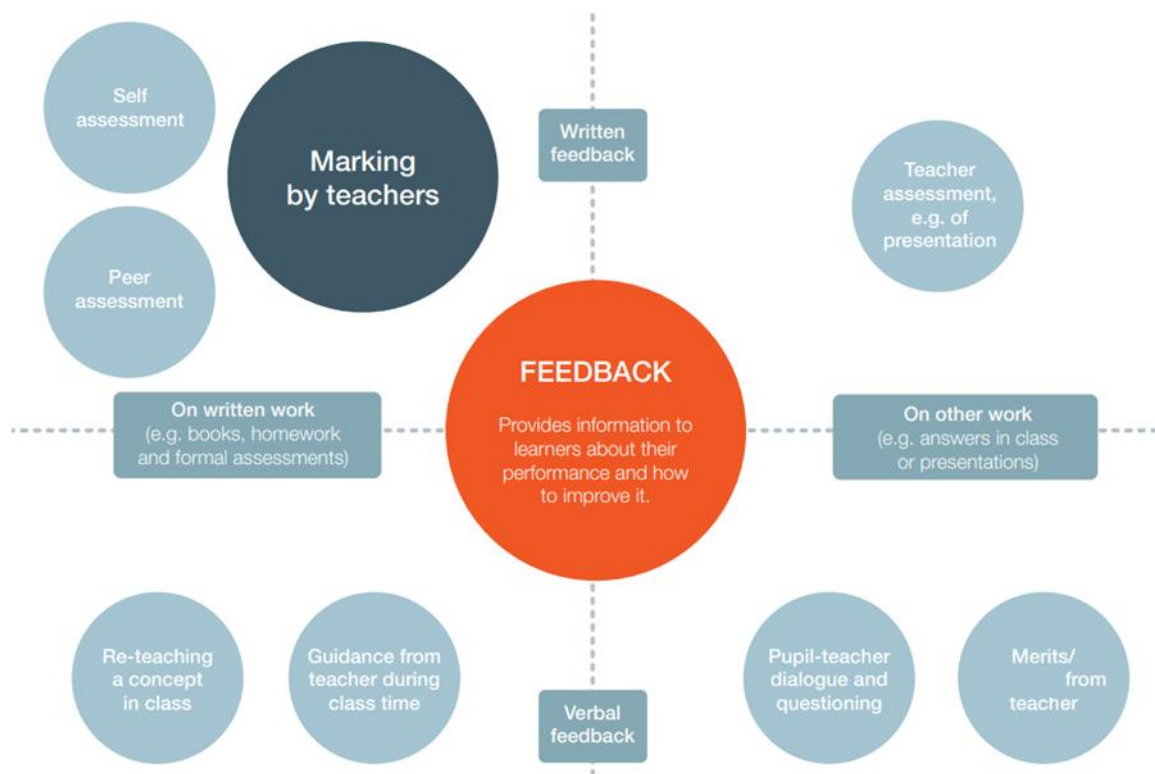 Self
assessment
Marking
by teachers
Written
feedback
Teacher
assessment,
e.g. of
presentation
Peer
assessment
FEEDBACK
Provides information to
learners about their
performance and how
to improve it.
On written work
(e.g. books, homework
and formal assessments)
On other work
(e.g. answers in class
or presentations)
Re-teaching
a concept
in class
Guidance from
teacher during
class time
Verbal
feedback
Pupil-teacher
dialogue and
questioning
Merits/
from
teacher